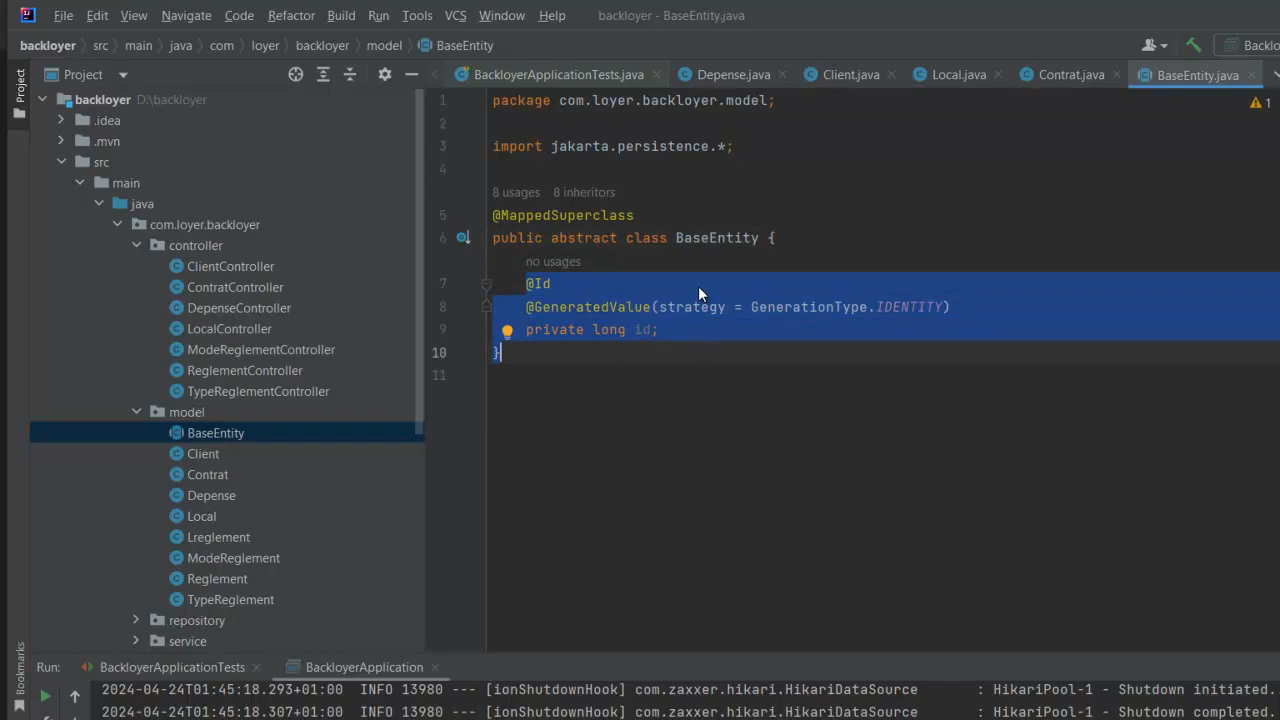 File Edit View Navigate Code Refactor Build Run Tools VCS Window Help backloyer - BaseEntity.java
backloyer src main java com loyer backloyer model BaseEntity
Project
BackloyerApplicationTests.java Depense.java Client.java Local.java Contrat.java BaseEntity.java
Project
backloyer D:\backloyer
.idea
.mvn
src
main
java
com.loyer.backloyer
controller
ClientController
ContratController
DepenseController
LocalController
ModeReglementController
ReglementController
TypeReglementController
model
BaseEntity
Client
Contrat
Depense
Local
Lreglement
ModeReglement
Reglement
TypeReglement
repository
service
1 package com.loyer.backloyer.model;
2
3 import jakarta.persistence.*;
4
8 usages 8 inheritors
5 @MappedSuperclass
6 public abstract class BaseEntity {
no usages
7 @Id
8 @GeneratedValue(strategy = GenerationType.IDENTITY)
9 private long id;
10 }
11
1
Bookmarks
Run: BackloyerApplicationTests BackloyerApplication
2024-04-24T01:45:18.293+01:00 INFO 13980 --- [ionShutdownHook] com.zaxxer.hikari.HikariDataSource : HikariPool-1 - Shutdown initiated.
2024-04-24T01:45:18.307+01:00 INFO 13980 --- [ionShutdownHook] com.zaxxer.hikari.HikariDataSource : HikariPool-1 - Shutdown completed.